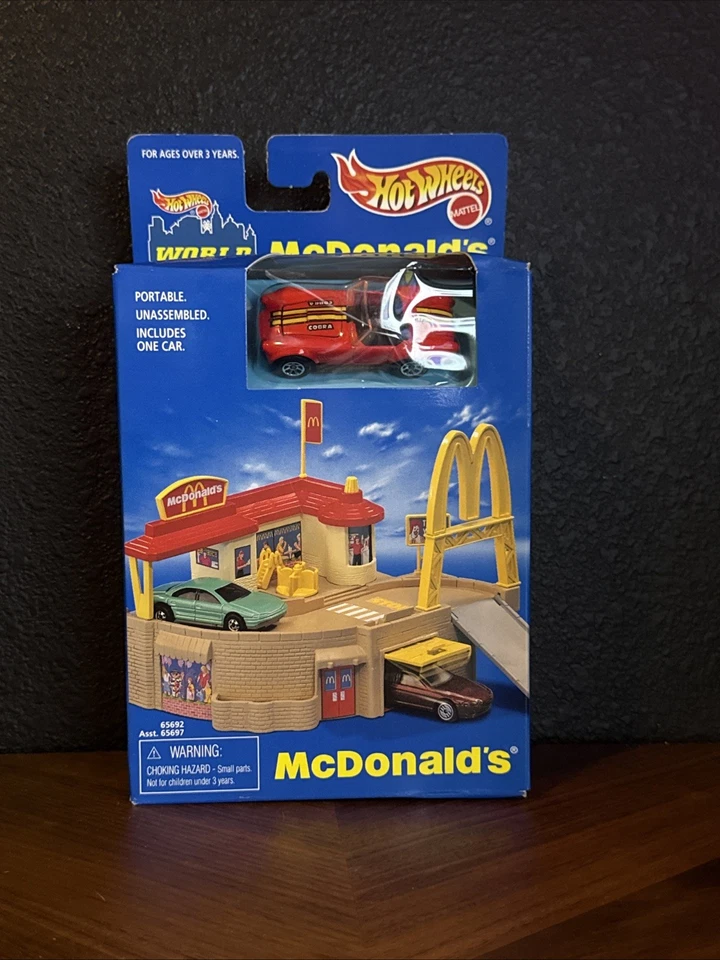 FOR AGES OVER 3 YEARS.
Hot Wheels
WORLD
Hot Wheels
MATTEL
®
McDonald's®
PORTABLE.
UNASSEMBLED.
INCLUDES
ONE CAR.
COBRA
COBRA
M
McDonald's
65692
Asst. 65697
⚠ WARNING:
CHOKING HAZARD - Small parts.
Not for children under 3 years.
McDonald's®